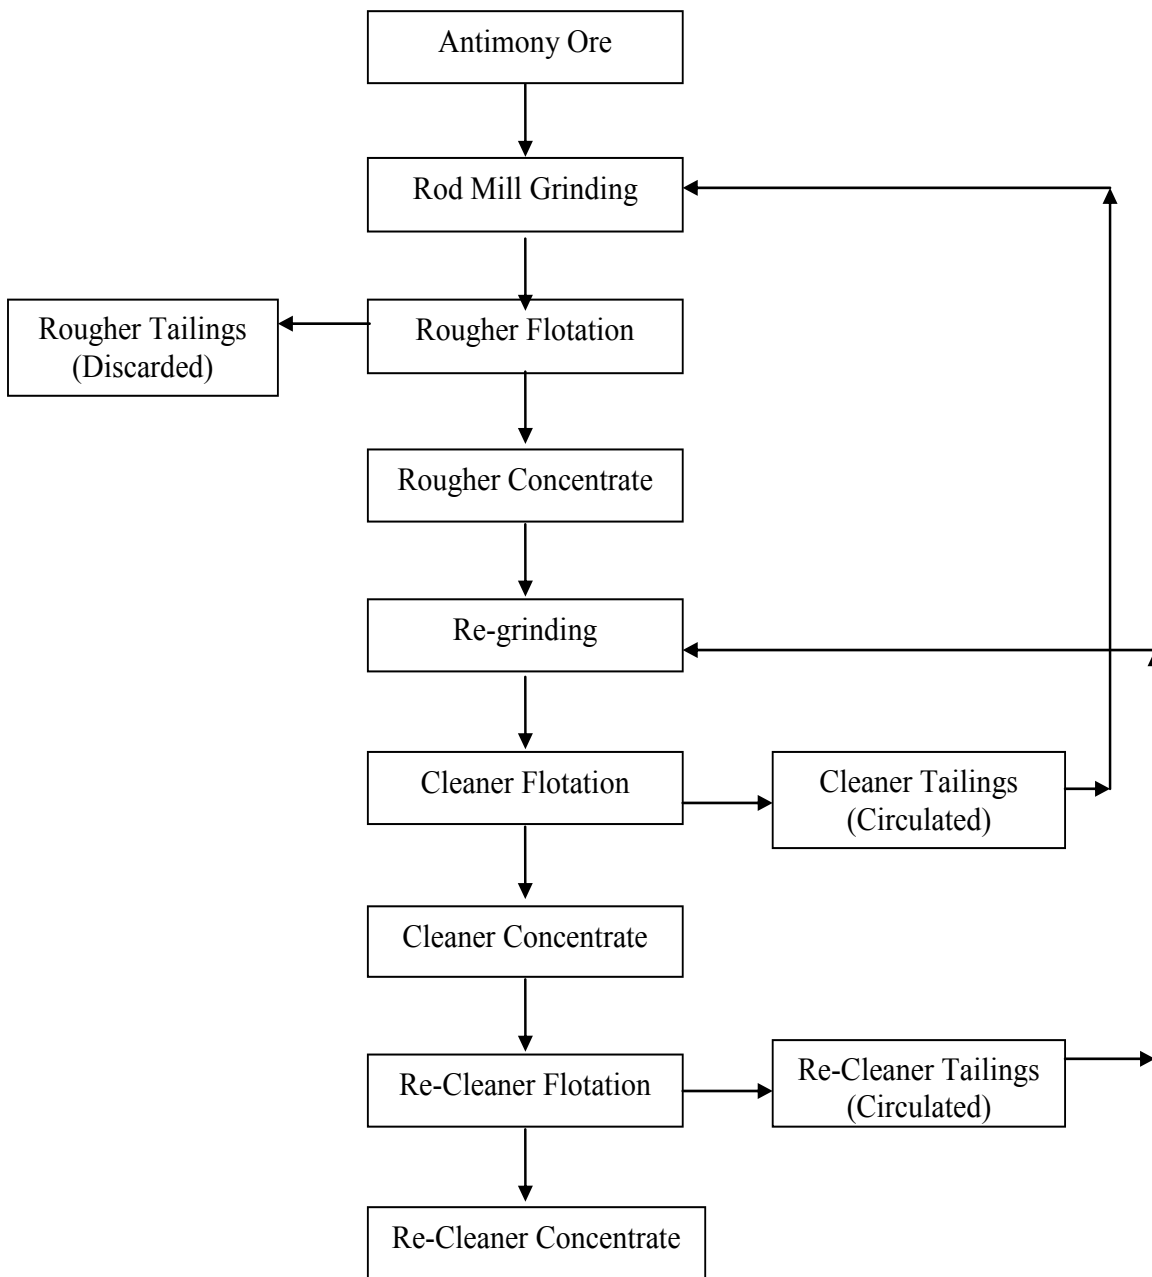 Antimony Ore
Rod Mill Grinding
Rougher Tailings
(Discarded)
Rougher Flotation
Rougher Concentrate
Re-grinding
Cleaner Flotation
Cleaner Tailings
(Circulated)
Cleaner Concentrate
Re-Cleaner Flotation
Re-Cleaner Tailings
(Circulated)
Re-Cleaner Concentrate